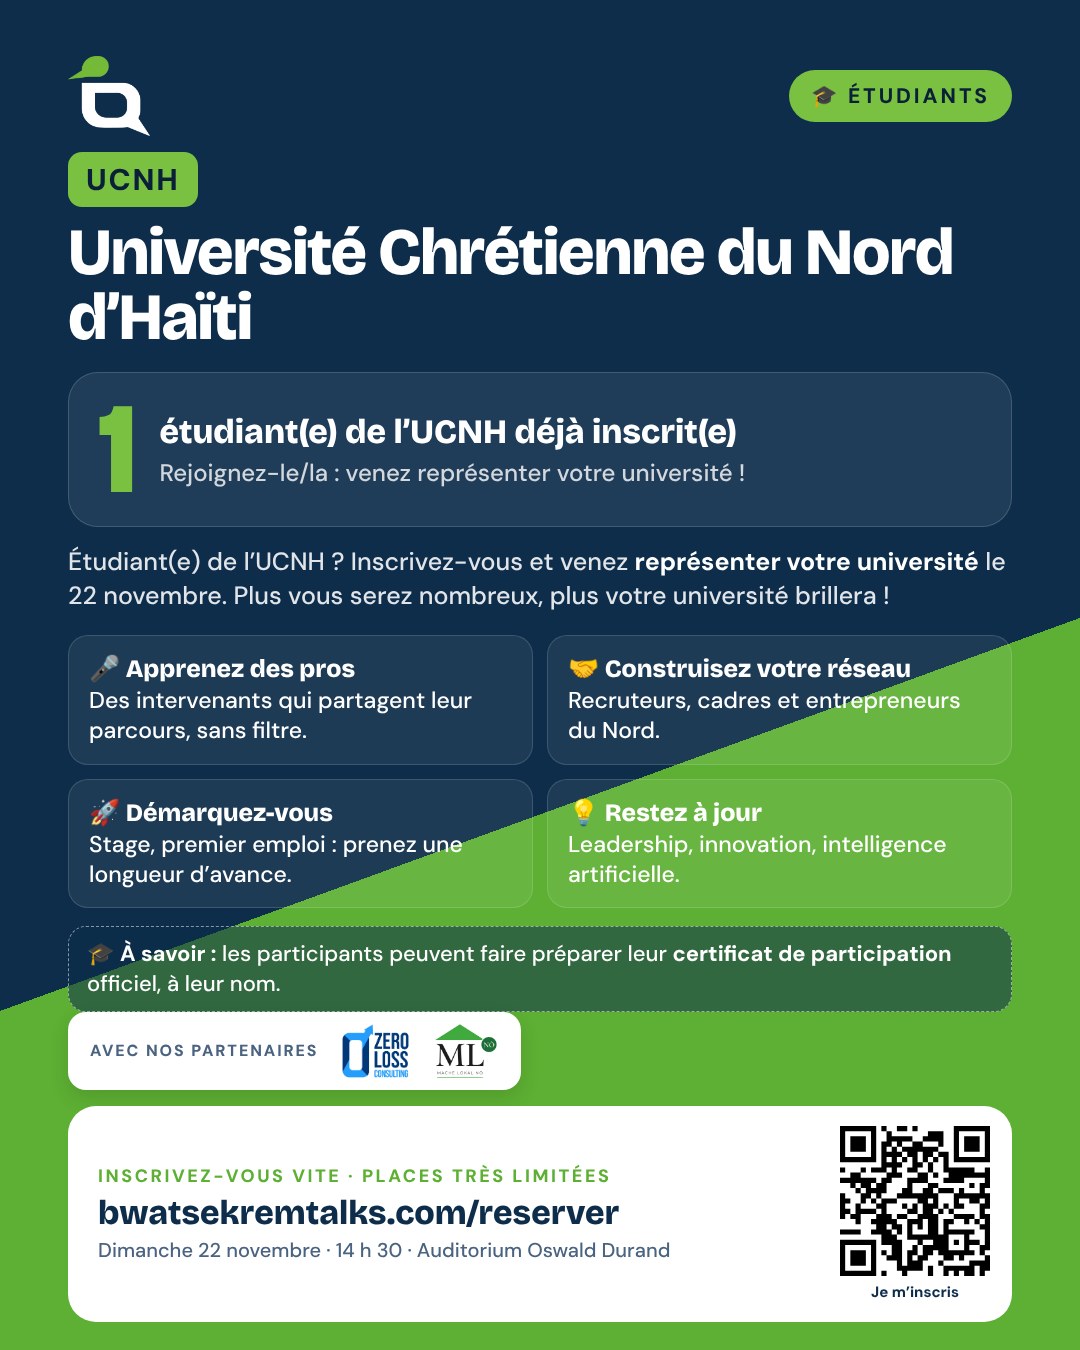 🎓 ÉTUDIANTS
UCNH
Université Chrétienne du Nord
d’Haïti
1
étudiant(e) de l’UCNH déjà inscrit(e)
Rejoignez-le/la : venez représenter votre université !
Étudiant(e) de l’UCNH ? Inscrivez-vous et venez représenter votre université le
22 novembre. Plus vous serez nombreux, plus votre université brillera !
🎤 Apprenez des pros
Des intervenants qui partagent leur
parcours, sans filtre.
🤝 Construisez votre réseau
Recruteurs, cadres et entrepreneurs
du Nord.
🚀 Démarquez-vous
Stage, premier emploi : prenez une
longueur d’avance.
💡 Restez à jour
Leadership, innovation, intelligence
artificielle.
🎓 À savoir : les participants peuvent faire préparer leur certificat de participation
officiel, à leur nom.
AVEC NOS PARTENAIRES
ZERO
LOSS
CONSULTING
ML
NÒ
INSCRIVEZ-VOUS VITE · PLACES TRÈS LIMITÉES
bwatsekremtalks.com/reserver
Dimanche 22 novembre · 14 h 30 · Auditorium Oswald Durand
Je m’inscris